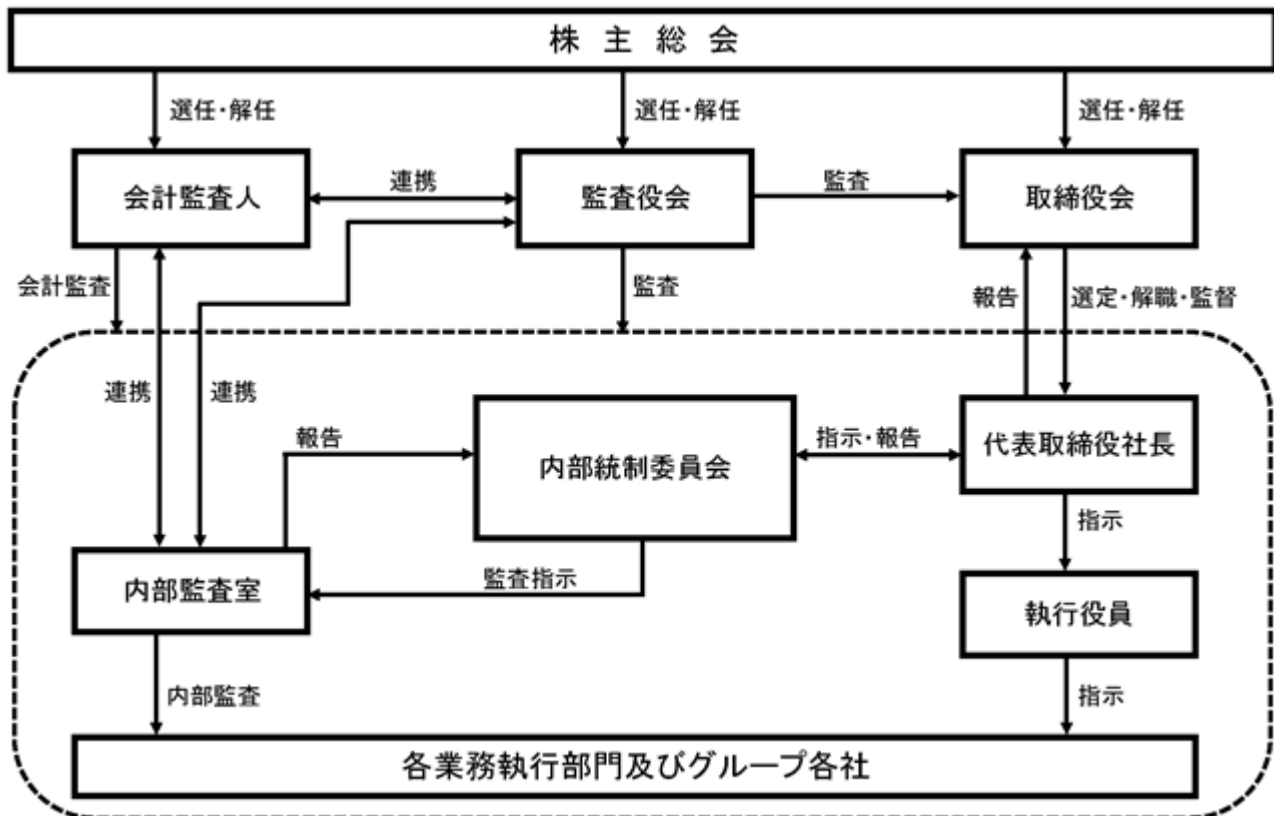 株主総会
選任・解任
選任・解任
選任・解任
会計監査人
連携
監査役会
監査
取締役会
会計監査
監査
報告
選定・解職・監督
連携
連携
報告
内部統制委員会
指示・報告
代表取締役社長
指示
内部監査室
監査指示
執行役員
内部監査
指示
各業務執行部門及びグループ各社